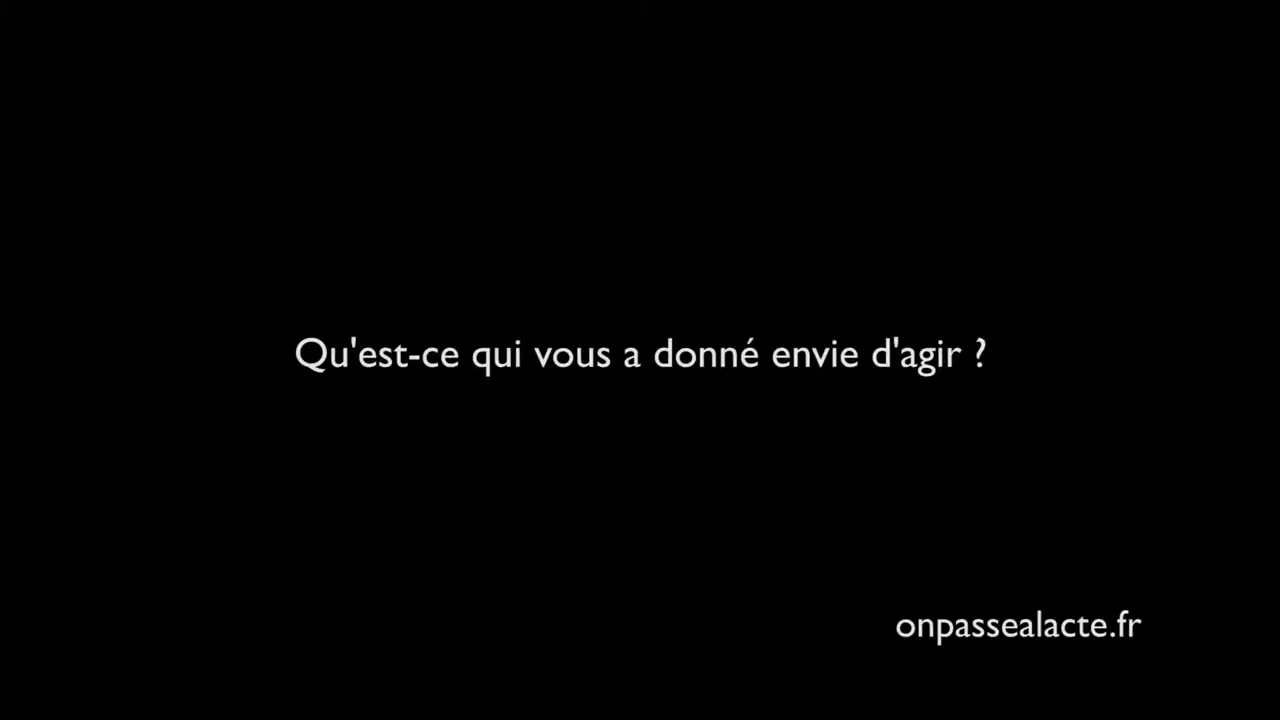 Qu'est-ce qui vous a donné envie d'agir ?
onpassealacte.fr